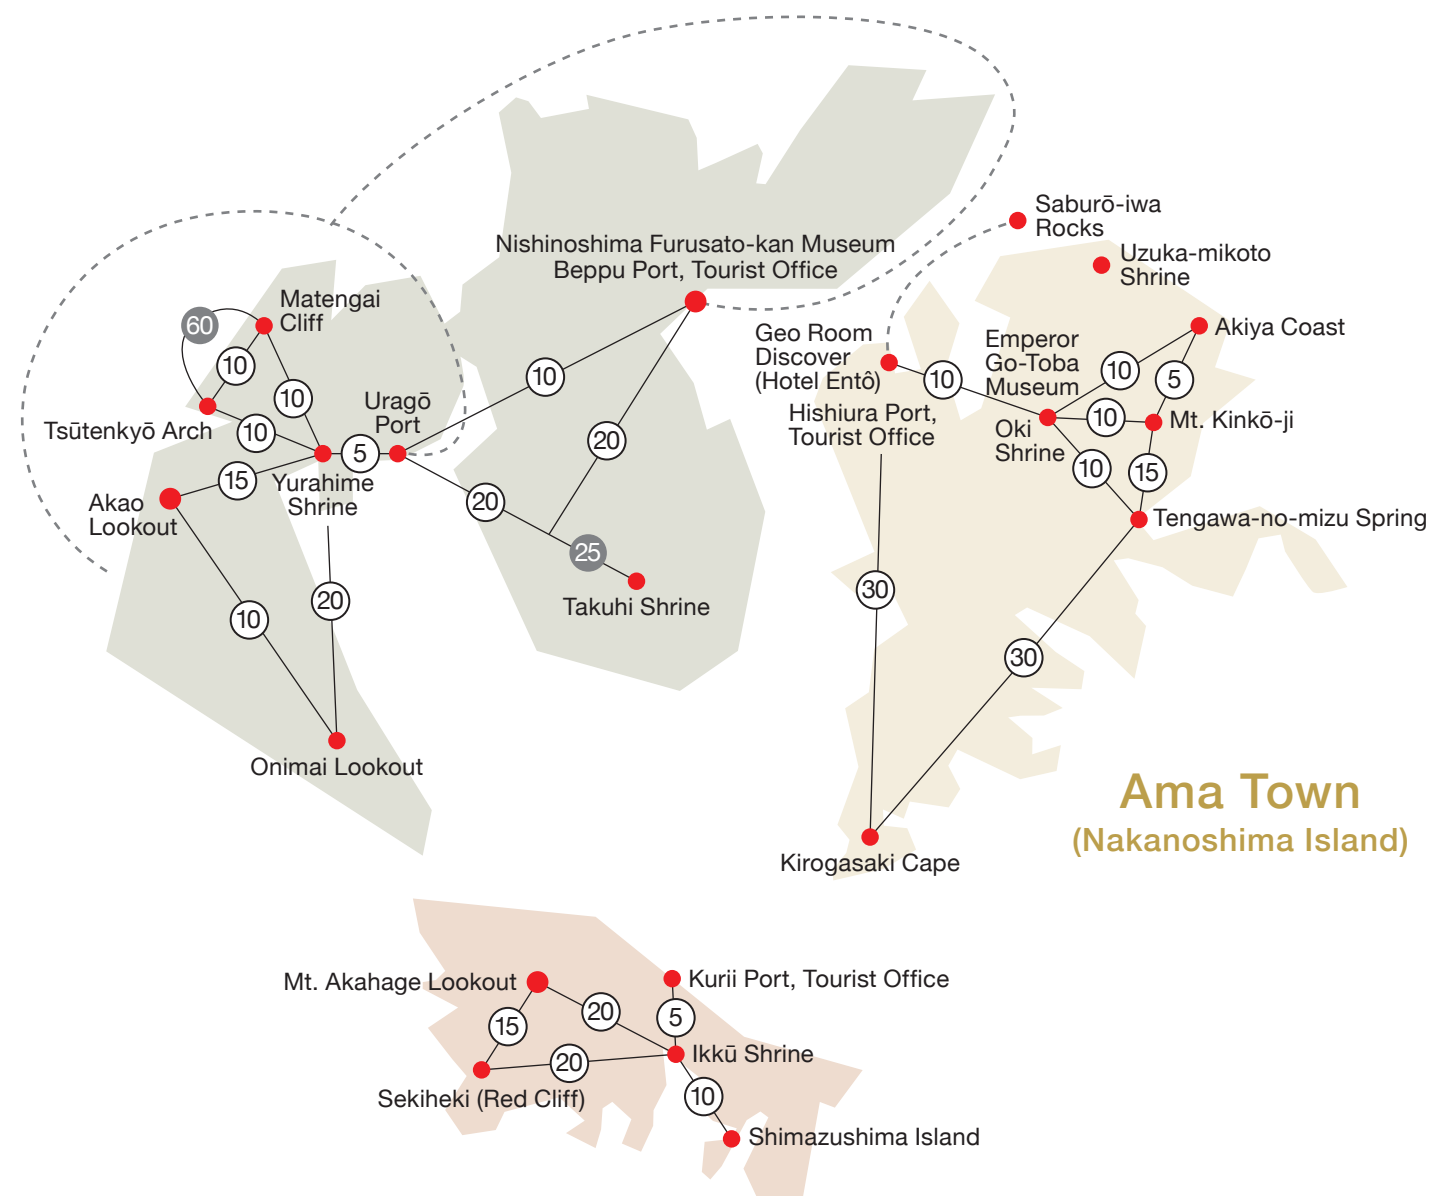 Saburō-iwa
Rocks
Uzuka-mikoto
Shrine
Nishinoshima Furusato-kan Museum
Beppu Port, Tourist Office
Matengai
Cliff
60
10
10
Tsūtenkyō Arch
10
Uragō
Port
5
10
15
Yurahime
Shrine
Akao
Lookout
20
20
25
Takuhi Shrine
10
20
Onimai Lookout
Geo Room
Discover
(Hotel Entô)
10
Emperor
Go-Toba
Museum
Akiya Coast
10
5
Hishiura Port,
Tourist Office
10
Mt. Kinkō-ji
Oki
Shrine
10
15
Tengawa-no-mizu Spring
30
30
Kirogasaki Cape
Ama Town
(Nakanoshima Island)
Mt. Akahage Lookout
Kurii Port, Tourist Office
15
20
5
Ikkū Shrine
20
Sekiheki (Red Cliff)
10
Shimazushima Island